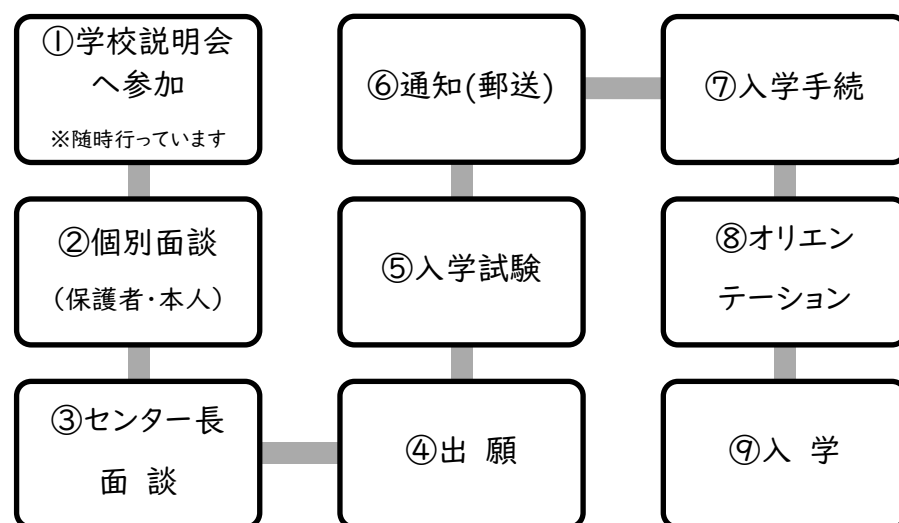 ①学校説明会
へ参加
※随時行っています
②個別面談
（保護者・本人）
③センター長
面 談
④出 願
⑤入学試験
⑥通知(郵送)
⑦入学手続
⑧オリエン
テーション
⑨入 学